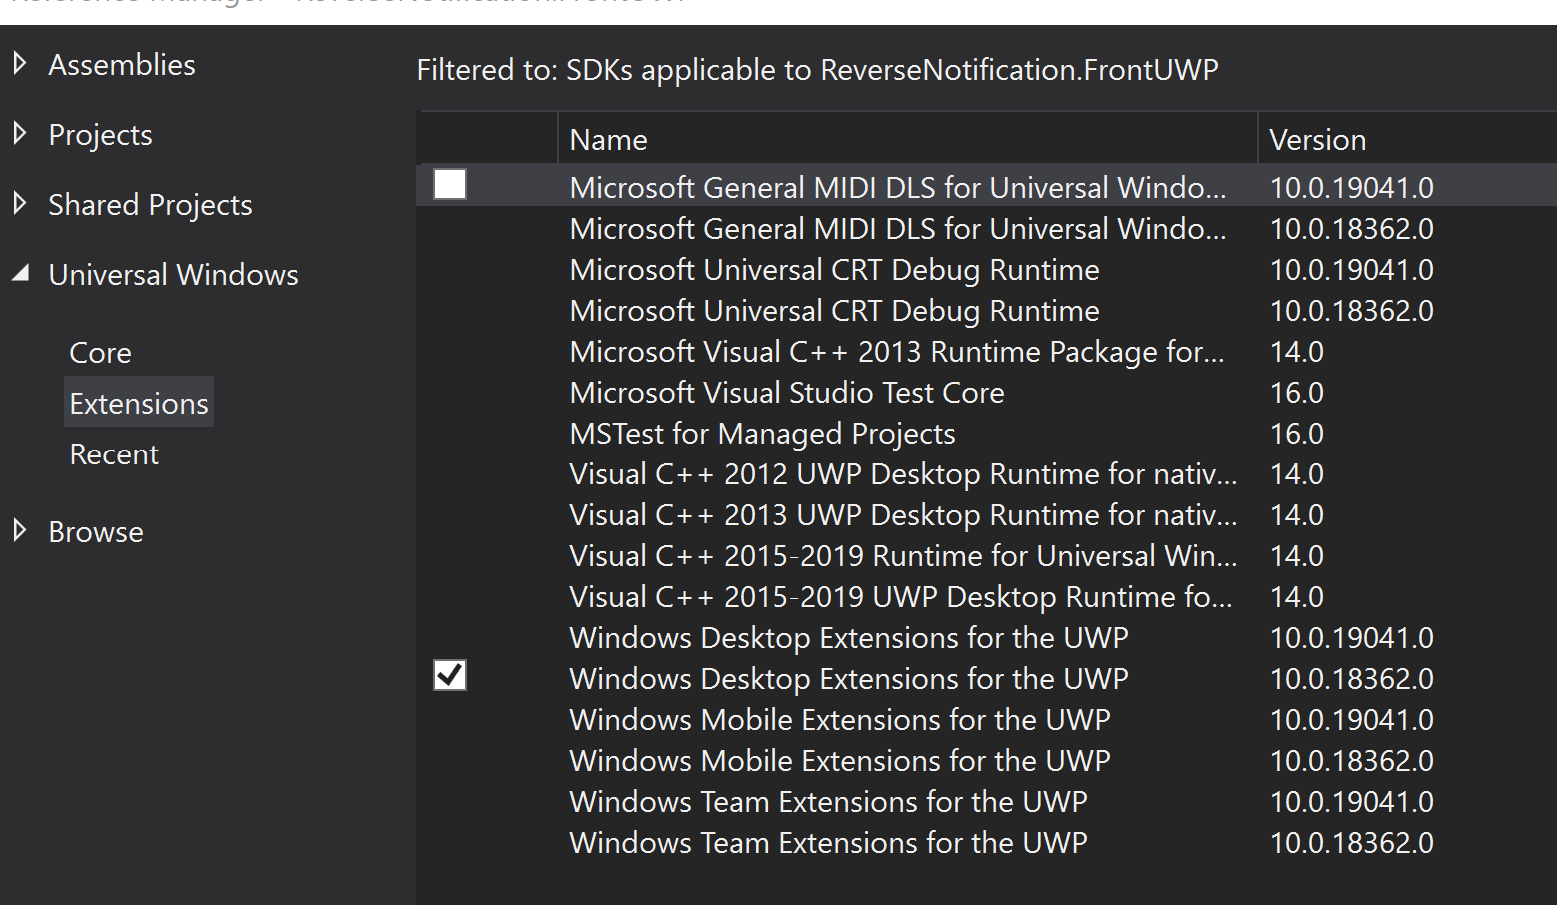 Assemblies
Projects
Shared Projects
Universal Windows
Core
Extensions
Recent
Browse
Filtered to: SDKs applicable to ReverseNotification.FrontUWP
Name Version
Microsoft General MIDI DLS for Universal Windo... 10.0.19041.0
Microsoft General MIDI DLS for Universal Windo... 10.0.18362.0
Microsoft Universal CRT Debug Runtime 10.0.19041.0
Microsoft Universal CRT Debug Runtime 10.0.18362.0
Microsoft Visual C++ 2013 Runtime Package for... 14.0
Microsoft Visual Studio Test Core 16.0
MSTest for Managed Projects 16.0
Visual C++ 2012 UWP Desktop Runtime for nativ... 14.0
Visual C++ 2013 UWP Desktop Runtime for nativ... 14.0
Visual C++ 2015-2019 Runtime for Universal Win... 14.0
Visual C++ 2015-2019 UWP Desktop Runtime fo... 14.0
Windows Desktop Extensions for the UWP 10.0.19041.0
Windows Desktop Extensions for the UWP 10.0.18362.0
Windows Mobile Extensions for the UWP 10.0.19041.0
Windows Mobile Extensions for the UWP 10.0.18362.0
Windows Team Extensions for the UWP 10.0.19041.0
Windows Team Extensions for the UWP 10.0.18362.0